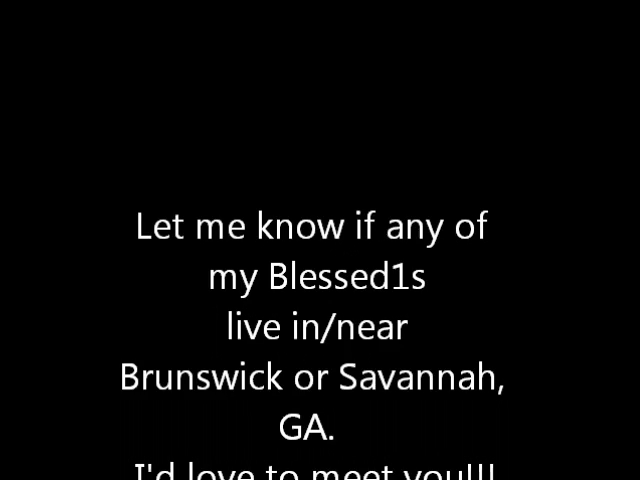 Let me know if any of
my Blessed1s
live in/near
Brunswick or Savannah,
GA.
I'd love to meet you!!!